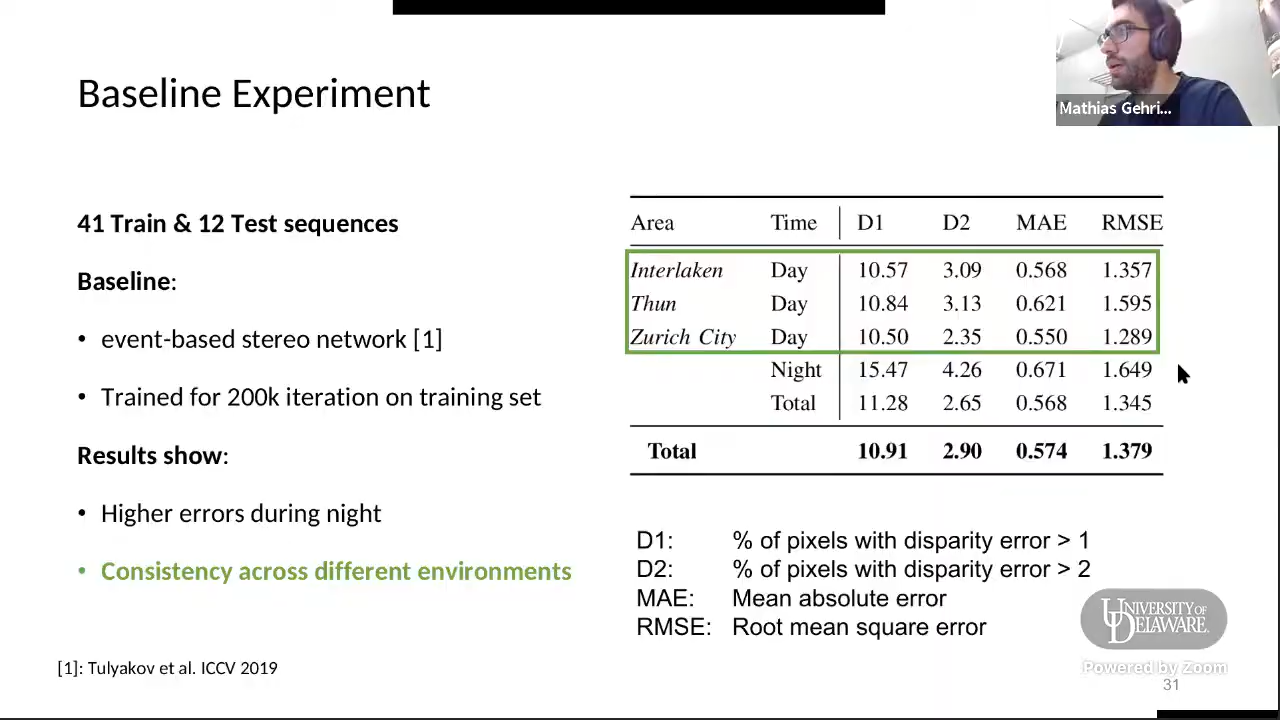 Mathias Gehri...
Baseline Experiment
41 Train & 12 Test sequences
Baseline:
• event-based stereo network [1]
• Trained for 200k iteration on training set
Results show:
• Higher errors during night
• Consistency across different environments
[1]: Tulyakov et al. ICCV 2019
Area Time D1 D2 MAE RMSE
Interlaken Day 10.57 3.09 0.568 1.357
Thun Day 10.84 3.13 0.621 1.595
Zurich City Day 10.50 2.35 0.550 1.289
Night 15.47 4.26 0.671 1.649
Total 11.28 2.65 0.568 1.345
Total 10.91 2.90 0.574 1.379
D1: % of pixels with disparity error > 1
D2: % of pixels with disparity error > 2
MAE: Mean absolute error
RMSE: Root mean square error
UNIVERSITY OF
DELAWARE.
Powered by Zoom
31